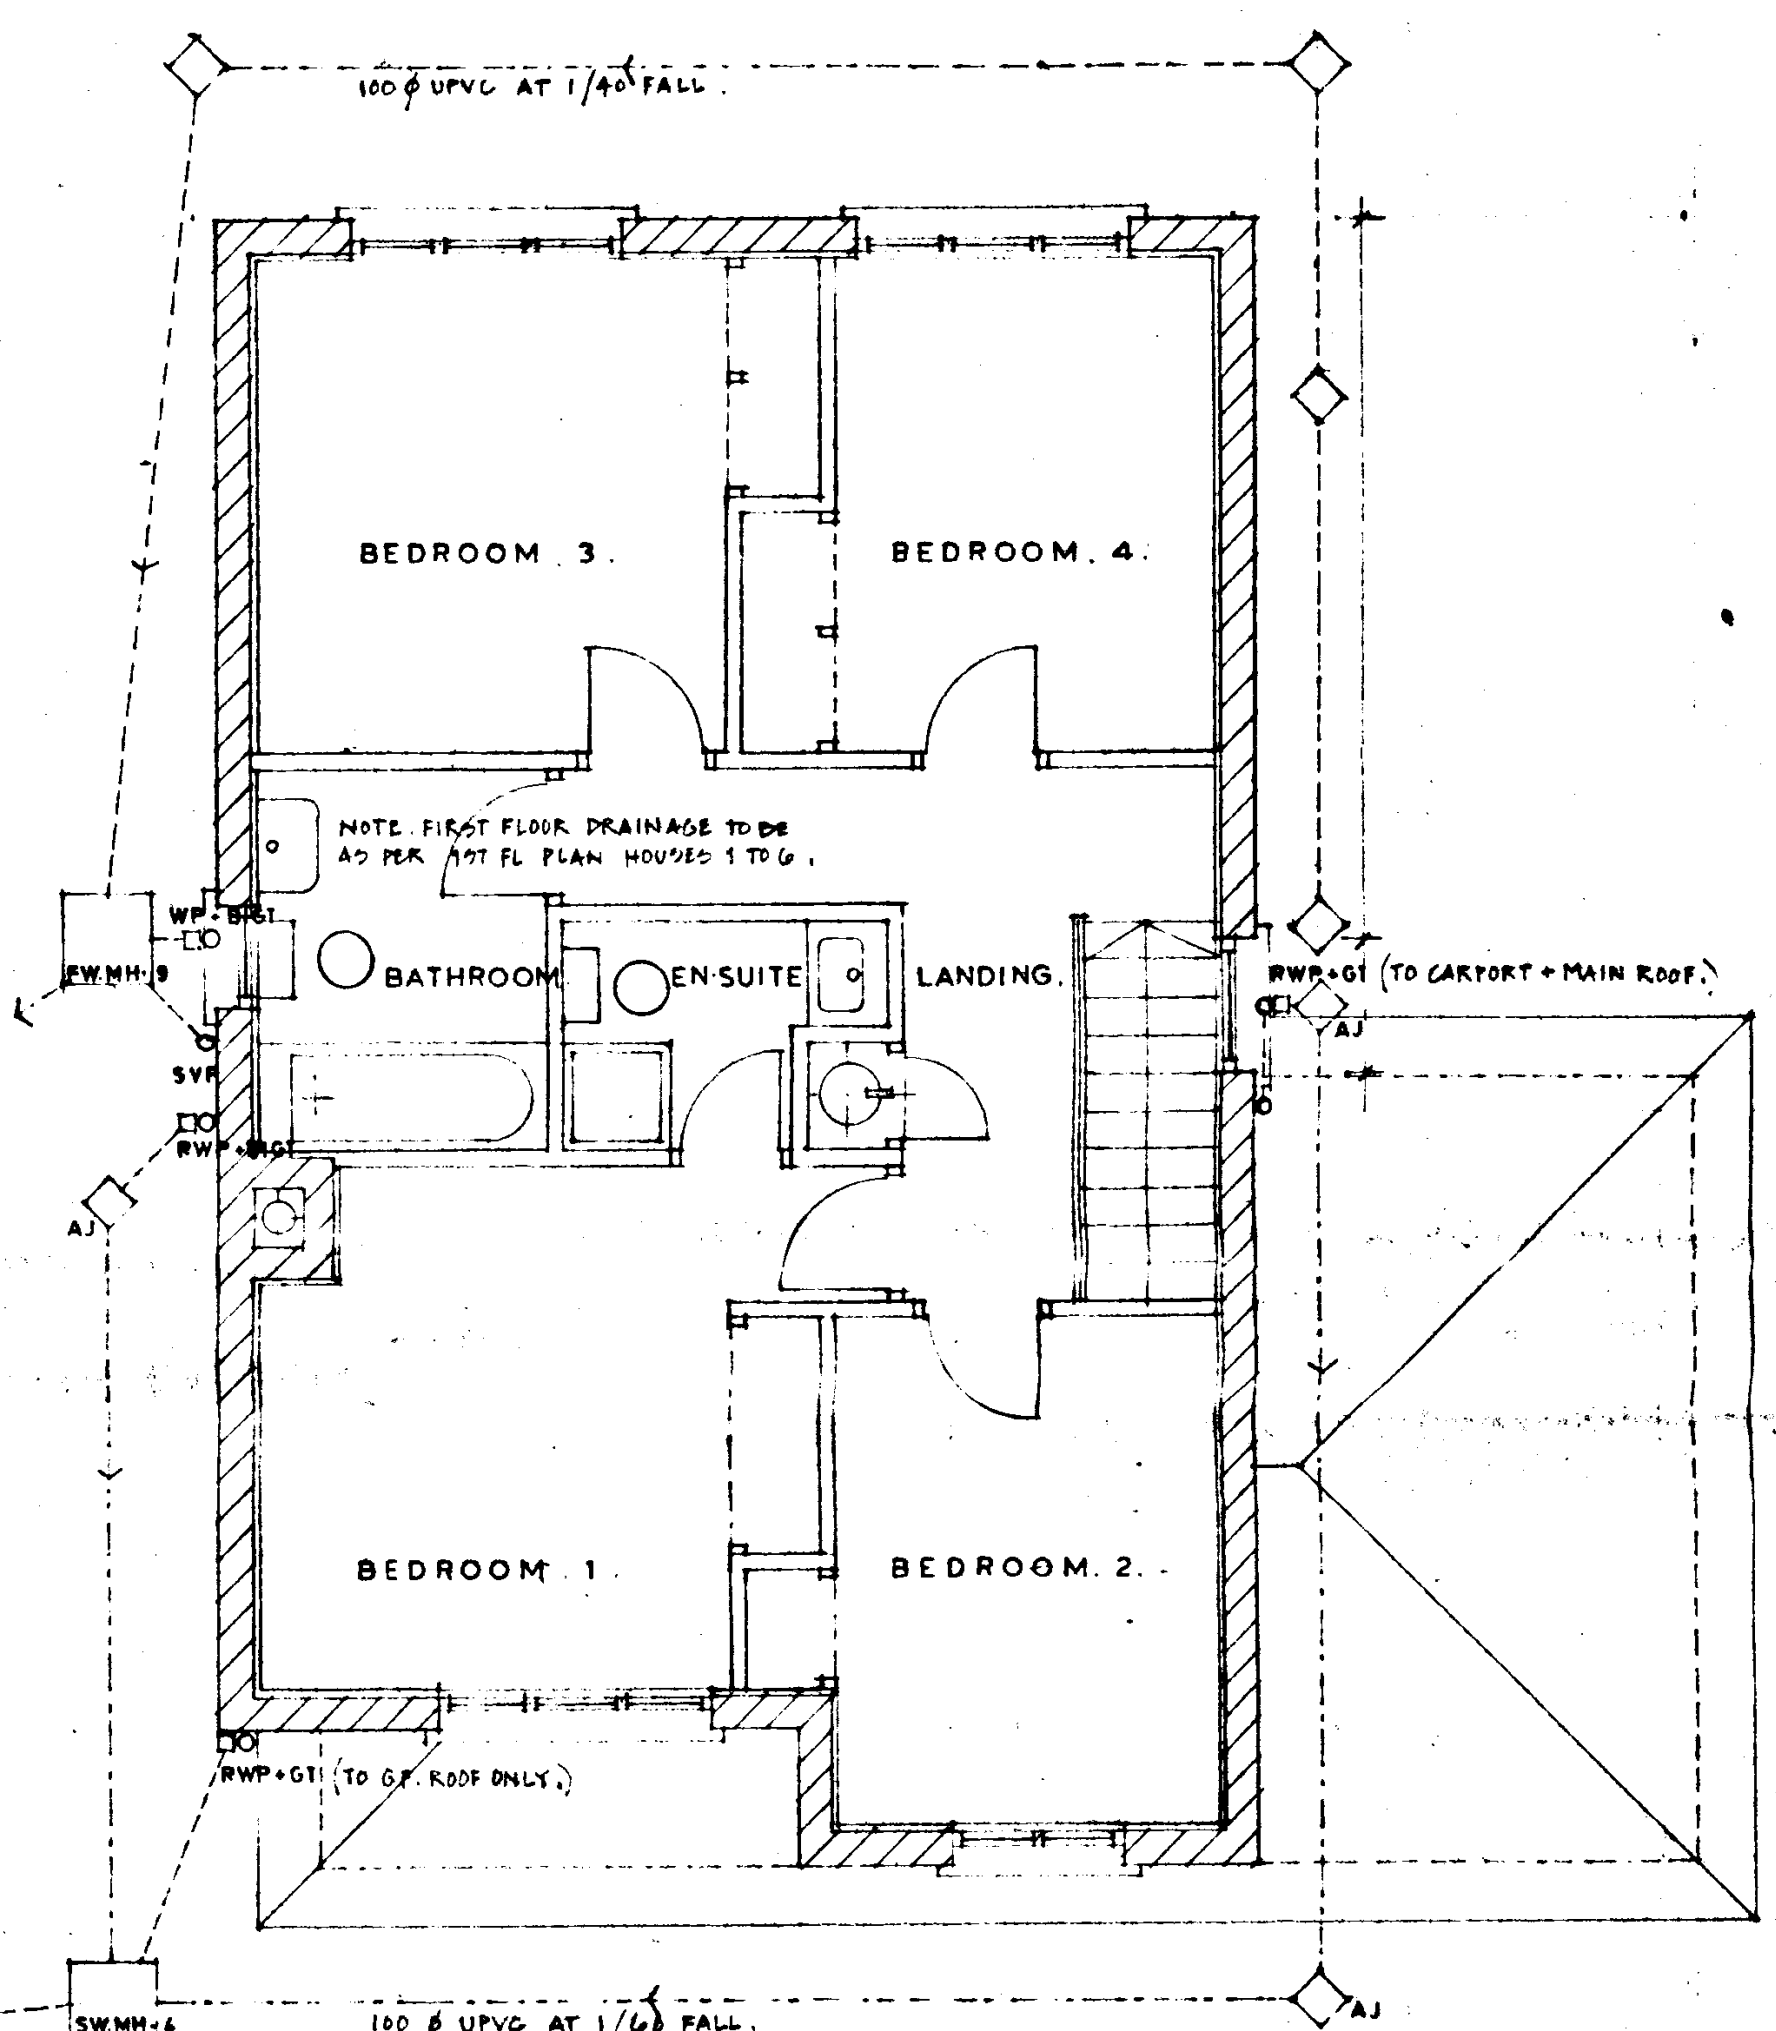 100 Ø UPVC AT 1/40 FALL.
BEDROOM. 3.
BEDROOM. 4.
NOTE. FIRST FLOOR DRAINAGE TO BE
AS PER 1ST FL PLAN HOUSES 1 TO 6.
WP + BIGT
FW.MH. 9
BATHROOM
EN·SUITE
LANDING.
RWP+GT (TO CARPORT + MAIN ROOF.)
AJ
SVP
RWP + BIGT
AJ
BEDROOM. 1.
BEDROOM. 2.
RWP+GT (TO GF. ROOF ONLY.)
SW.MH.6
100 Ø UPVC AT 1/60 FALL.
AJ